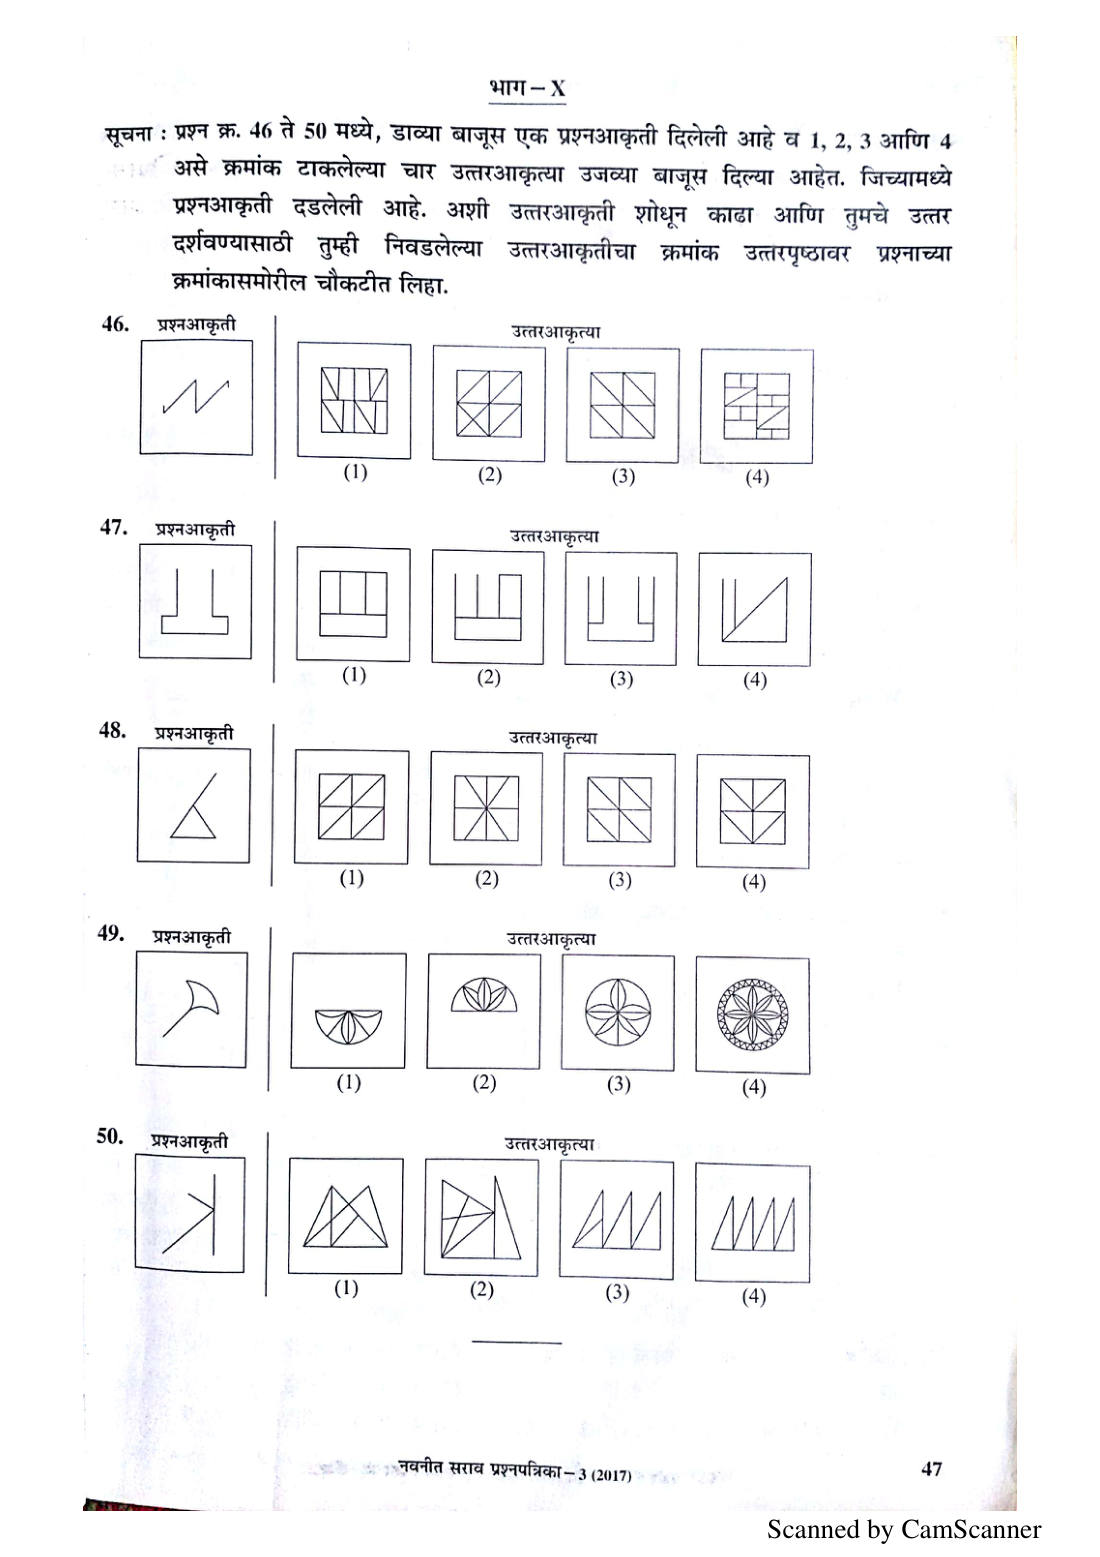 भाग – X
सूचना : प्रश्न क्र. 46 ते 50 मध्ये, डाव्या बाजूस एक प्रश्नआकृती दिलेली आहे व 1, 2, 3 आणि 4
असे क्रमांक टाकलेल्या चार उत्तरआकृत्या उजव्या बाजूस दिल्या आहेत. जिच्यामध्ये
प्रश्नआकृती दडलेली आहे. अशी उत्तरआकृती शोधून काढा आणि तुमचे उत्तर
दर्शवण्यासाठी तुम्ही निवडलेल्या उत्तरआकृतीचा क्रमांक उत्तरपृष्ठावर प्रश्नाच्या
क्रमांकासमोरील चौकटीत लिहा.
46. प्रश्नआकृती उत्तरआकृत्या
(1) (2) (3) (4)
47. प्रश्नआकृती उत्तरआकृत्या
(1) (2) (3) (4)
48. प्रश्नआकृती उत्तरआकृत्या
(1) (2) (3) (4)
49. प्रश्नआकृती उत्तरआकृत्या
(1) (2) (3) (4)
50. प्रश्नआकृती उत्तरआकृत्या
(1) (2) (3) (4)
नवनीत सराव प्रश्नपत्रिका – 3 (2017) 47
Scanned by CamScanner